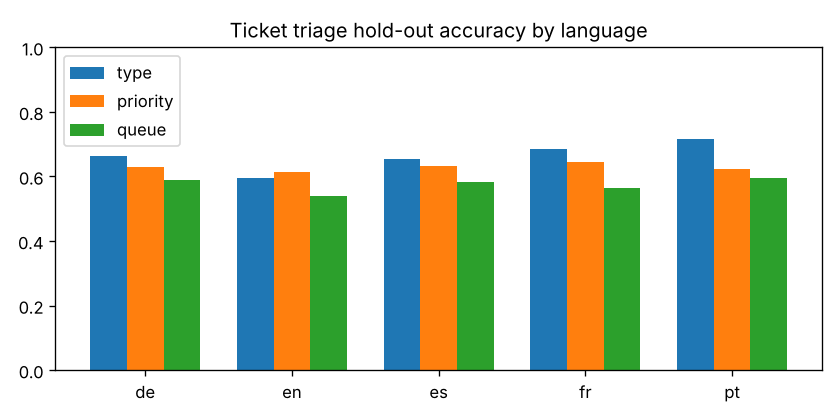 Ticket triage hold-out accuracy by language
1.0
0.8
0.6
0.4
0.2
0.0
type
priority
queue
de en es fr pt